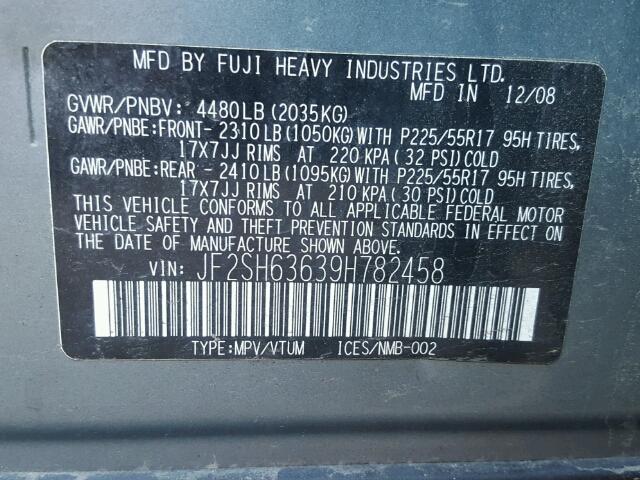 MFD BY FUJI HEAVY INDUSTRIES LTD.
MFD IN 12/08
GVWR/PNBV: 4480LB (2035KG)
GAWR/PNBE:FRONT- 2310LB(1050KG)WITH P225/55R17 95H TIRES,
17X7JJ RIMS AT 220 KPA ( 32 PSI) COLD
GAWR/PNBE:REAR - 2410LB(1095KG)WITH P225/55R17 95H TIRES,
17X7JJ RIMS AT 210 KPA ( 30 PSI) COLD
THIS VEHICLE CONFORMS TO ALL APPLICABLE FEDERAL MOTOR
VEHICLE SAFETY AND THEFT PREVENTION STANDARDS IN EFFECT ON
THE DATE OF MANUFACTURE SHOWN ABOVE.
VIN: JF2SH63639H782458
TYPE:MPV/VTUM ICES/NMB-002